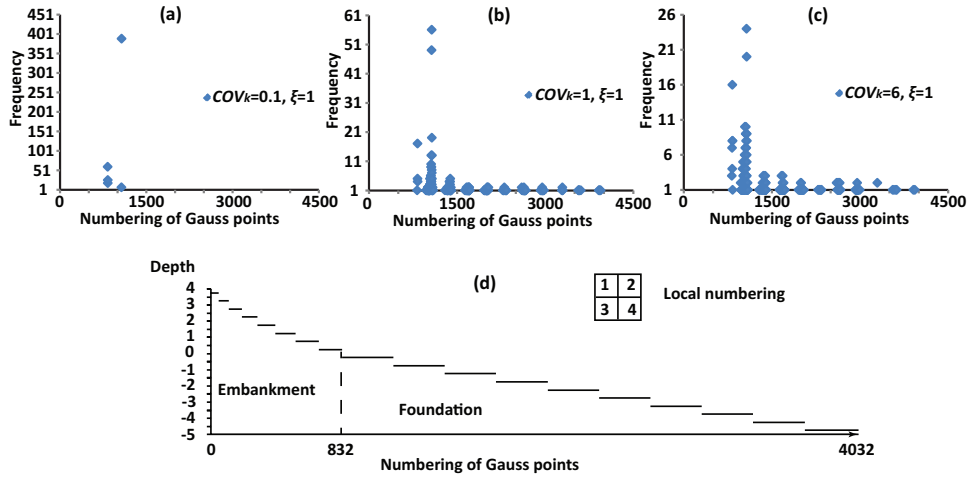 (a)
Frequency
451
401
351
301
251
201
151
101
51
1
COVk=0.1, ξ=1
0 1500 3000 4500
Numbering of Gauss points
(b)
Frequency
61
51
41
31
21
11
1
COVk=1, ξ=1
0 1500 3000 4500
Numbering of Gauss points
(c)
Frequency
26
21
16
11
6
1
COVk=6, ξ=1
0 1500 3000 4500
Numbering of Gauss points
(d)
Depth
4
3
2
1
0
-1
-2
-3
-4
-5
1 2
3 4
Local numbering
Embankment
Foundation
0 832 4032
Numbering of Gauss points